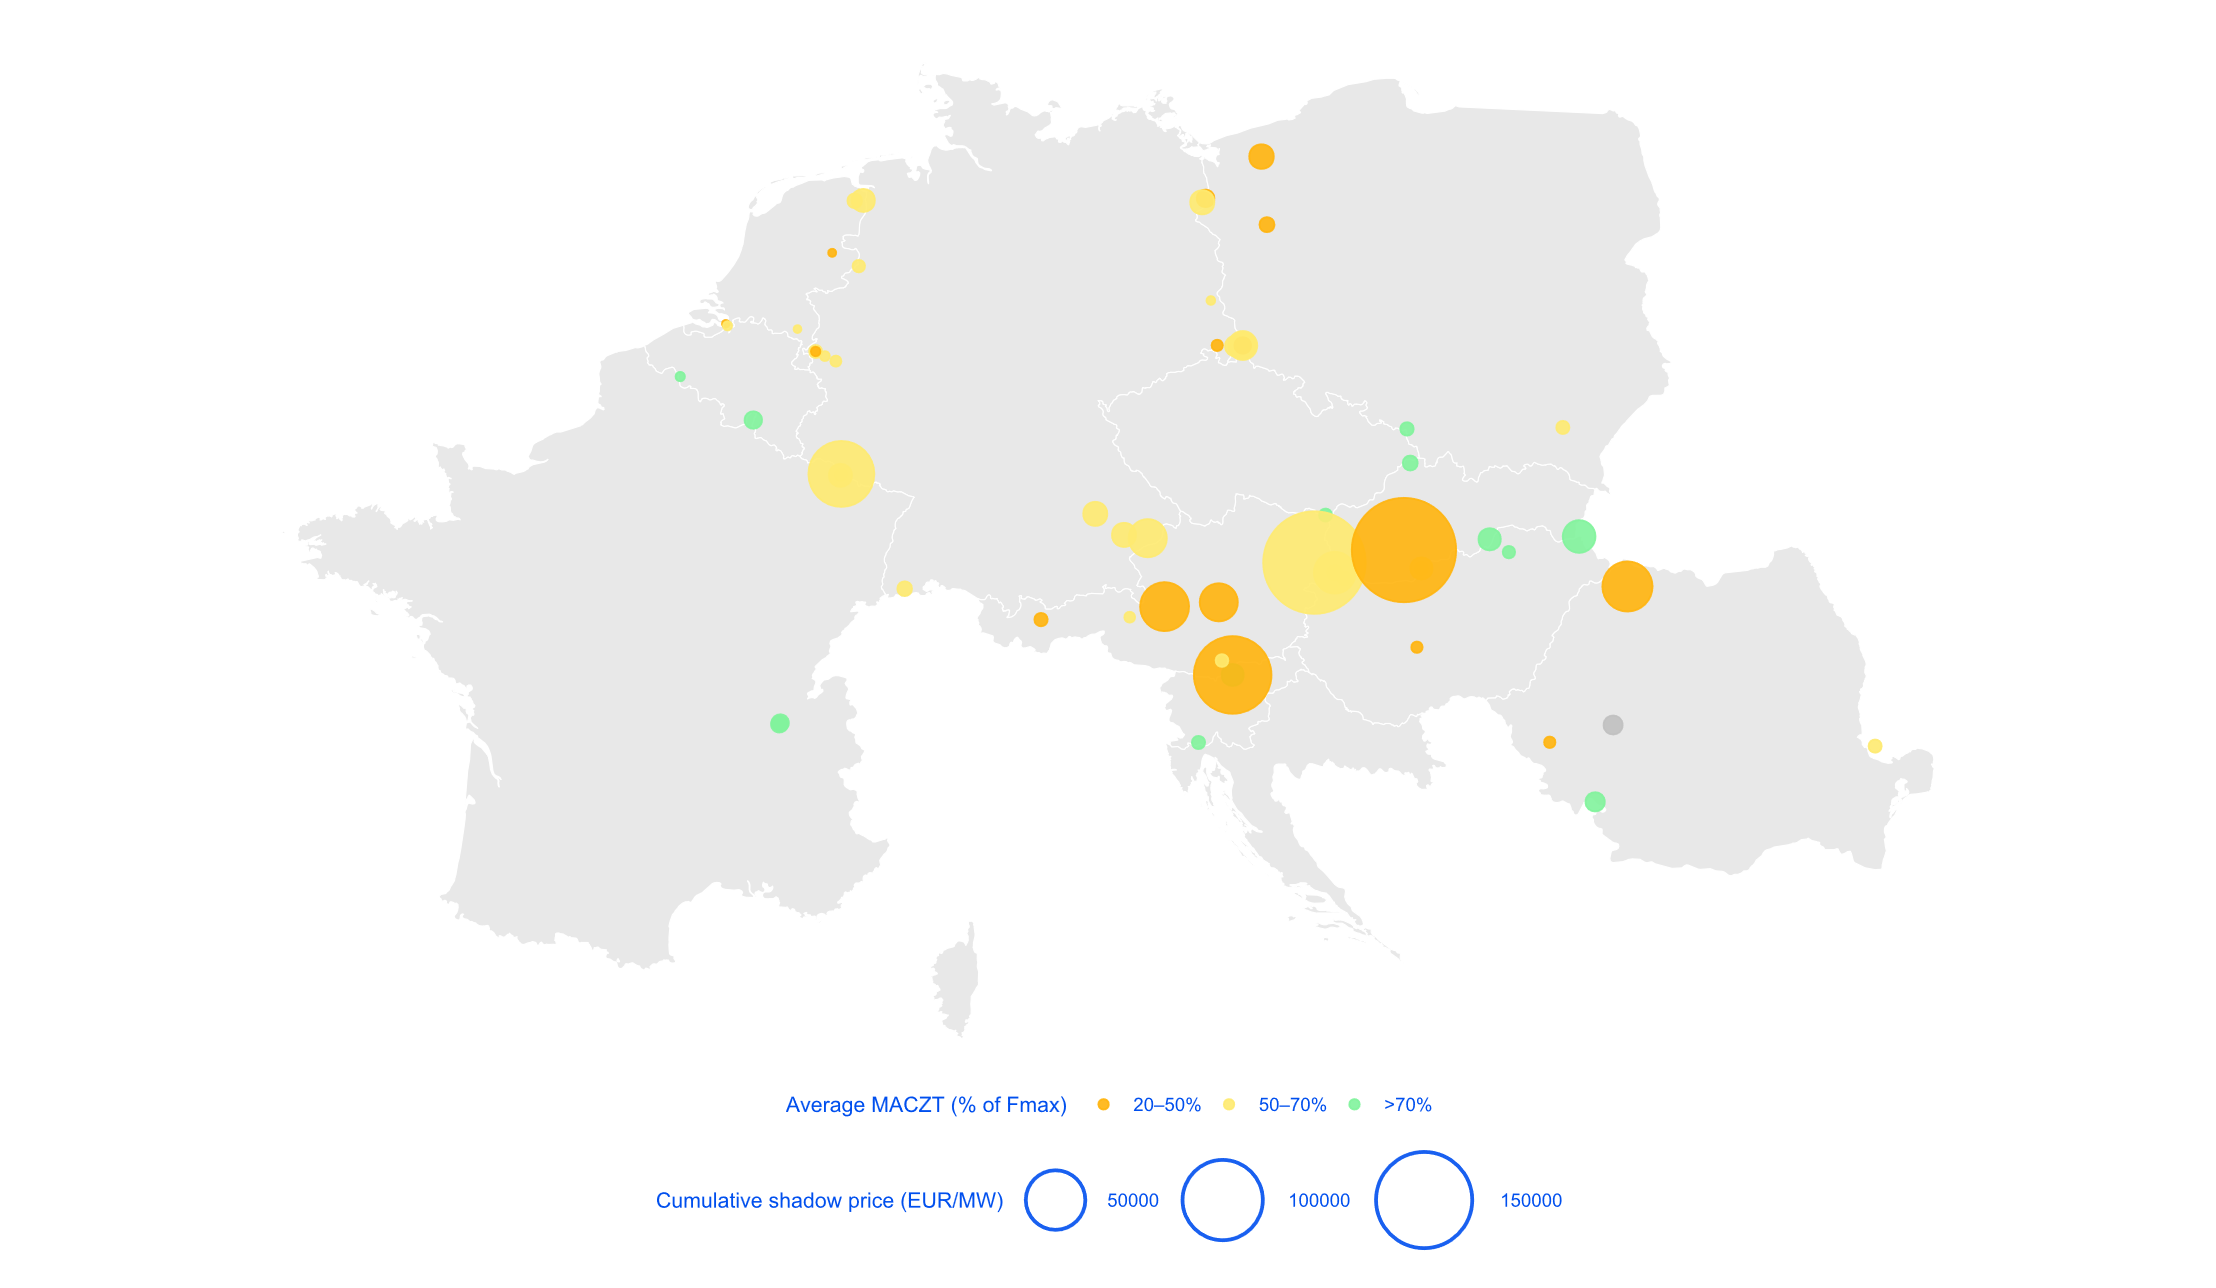 Average MACZT (% of Fmax) 20–50% 50–70% >70%
Cumulative shadow price (EUR/MW) 50000 100000 150000